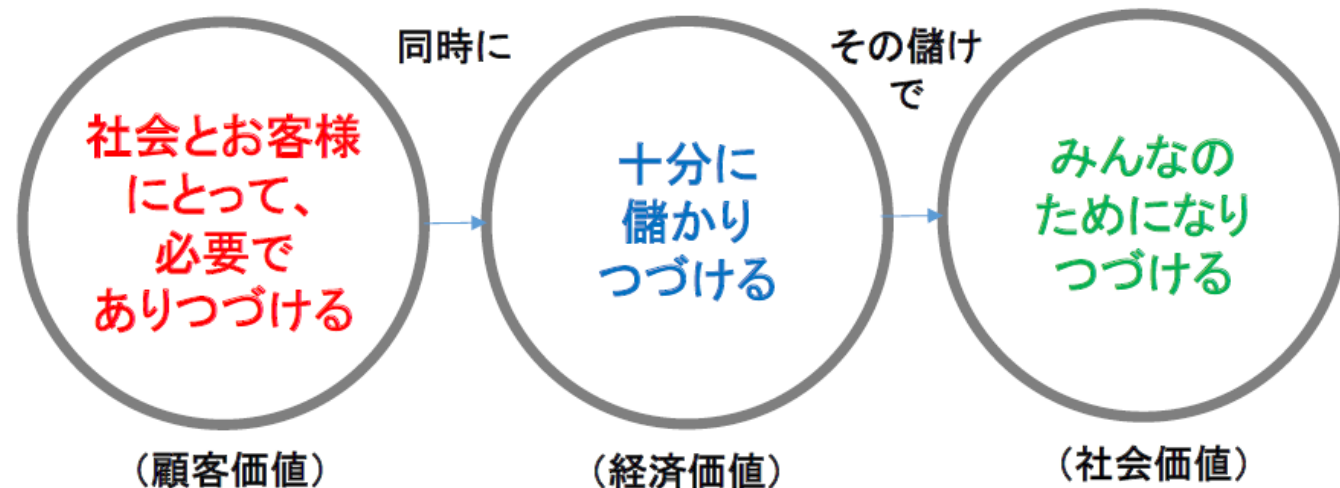 同時に
その儲け
で
社会とお客様
にとって、
必要で
ありつづける
十分に
儲かり
つづける
みんなの
ためになり
つづける
（顧客価値）
（経済価値）
（社会価値）